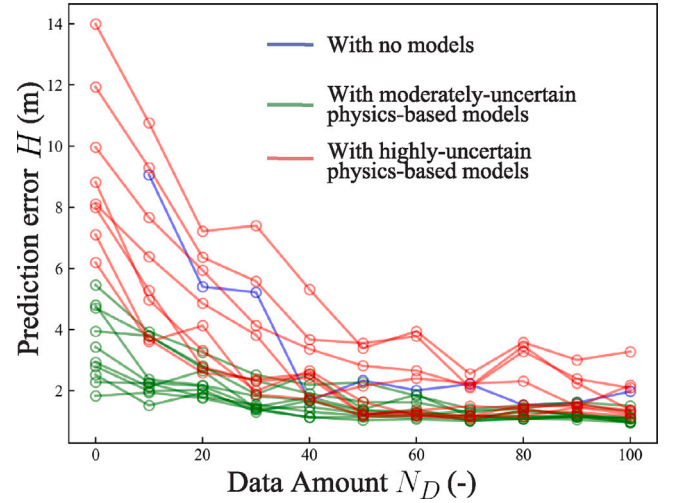 14
12
10
8
6
4
2
Prediction error H (m)
With no models
With moderately-uncertain
physics-based models
With highly-uncertain
physics-based models
0
20
40
60
80
100
Data Amount N_D (-)